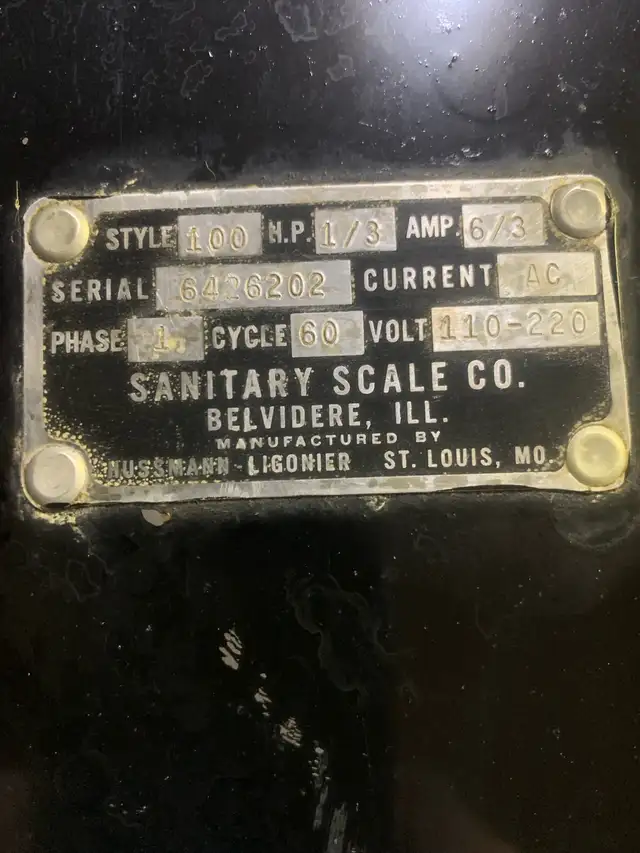 STYLE 100 H.P. 1/3 AMP. 6/3
SERIAL 6426202 CURRENT AC
PHASE 1 CYCLE 60 VOLT 110-220
SANITARY SCALE CO.
BELVIDERE, ILL.
MANUFACTURED BY
HUSSMANN-LIGONIER ST. LOUIS, MO.